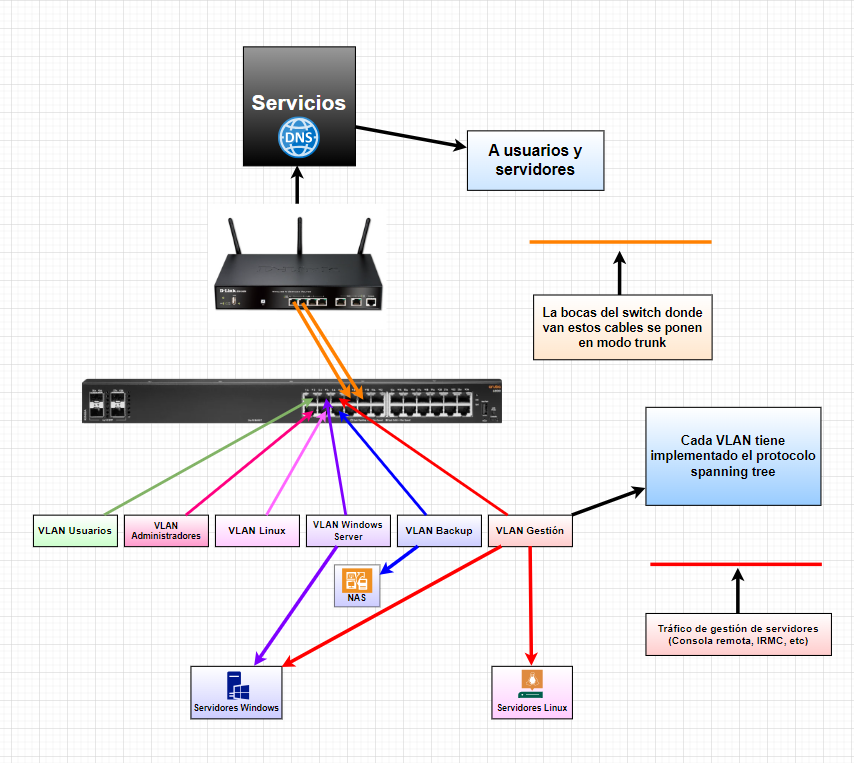 Servicios
DNS
A usuarios y
servidores
La bocas del switch donde
van estos cables se ponen
en modo trunk
D-Link
Cada VLAN tiene
implementado el protocolo
spanning tree
VLAN Usuarios
VLAN
Administradores
VLAN Linux
VLAN Windows
Server
VLAN Backup
VLAN Gestión
NAS
Tráfico de gestión de servidores
(Consola remota, IRMC, etc)
Servidores Windows
Servidores Linux